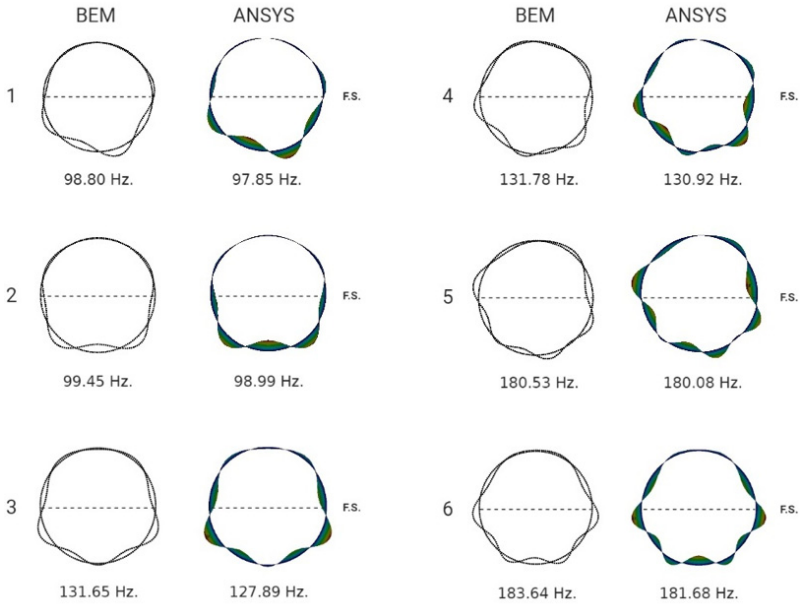 BEM ANSYS BEM ANSYS
1 F.S. 4 F.S.
98.80 Hz. 97.85 Hz. 131.78 Hz. 130.92 Hz.
2 F.S. 5 F.S.
99.45 Hz. 98.99 Hz. 180.53 Hz. 180.08 Hz.
3 F.S. 6 F.S.
131.65 Hz. 127.89 Hz. 183.64 Hz. 181.68 Hz.